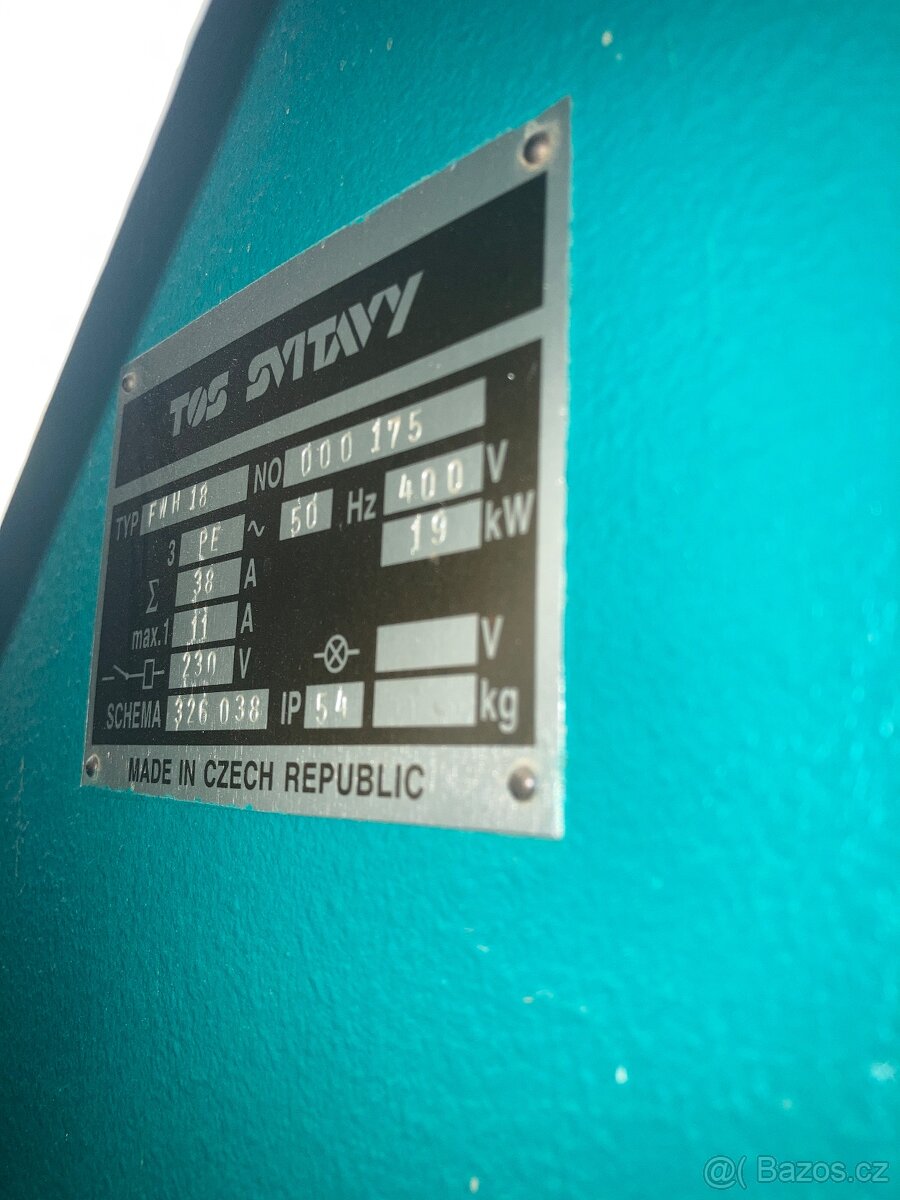 TOS SVITAVY
TYP FWH 18 NO 000 175
3 PE ~ 50 Hz 400 V
19 kW
Σ 38 A
max.1 11 A
230 V V
SCHEMA 326 038 IP 54 kg
MADE IN CZECH REPUBLIC
@( Bazos.cz